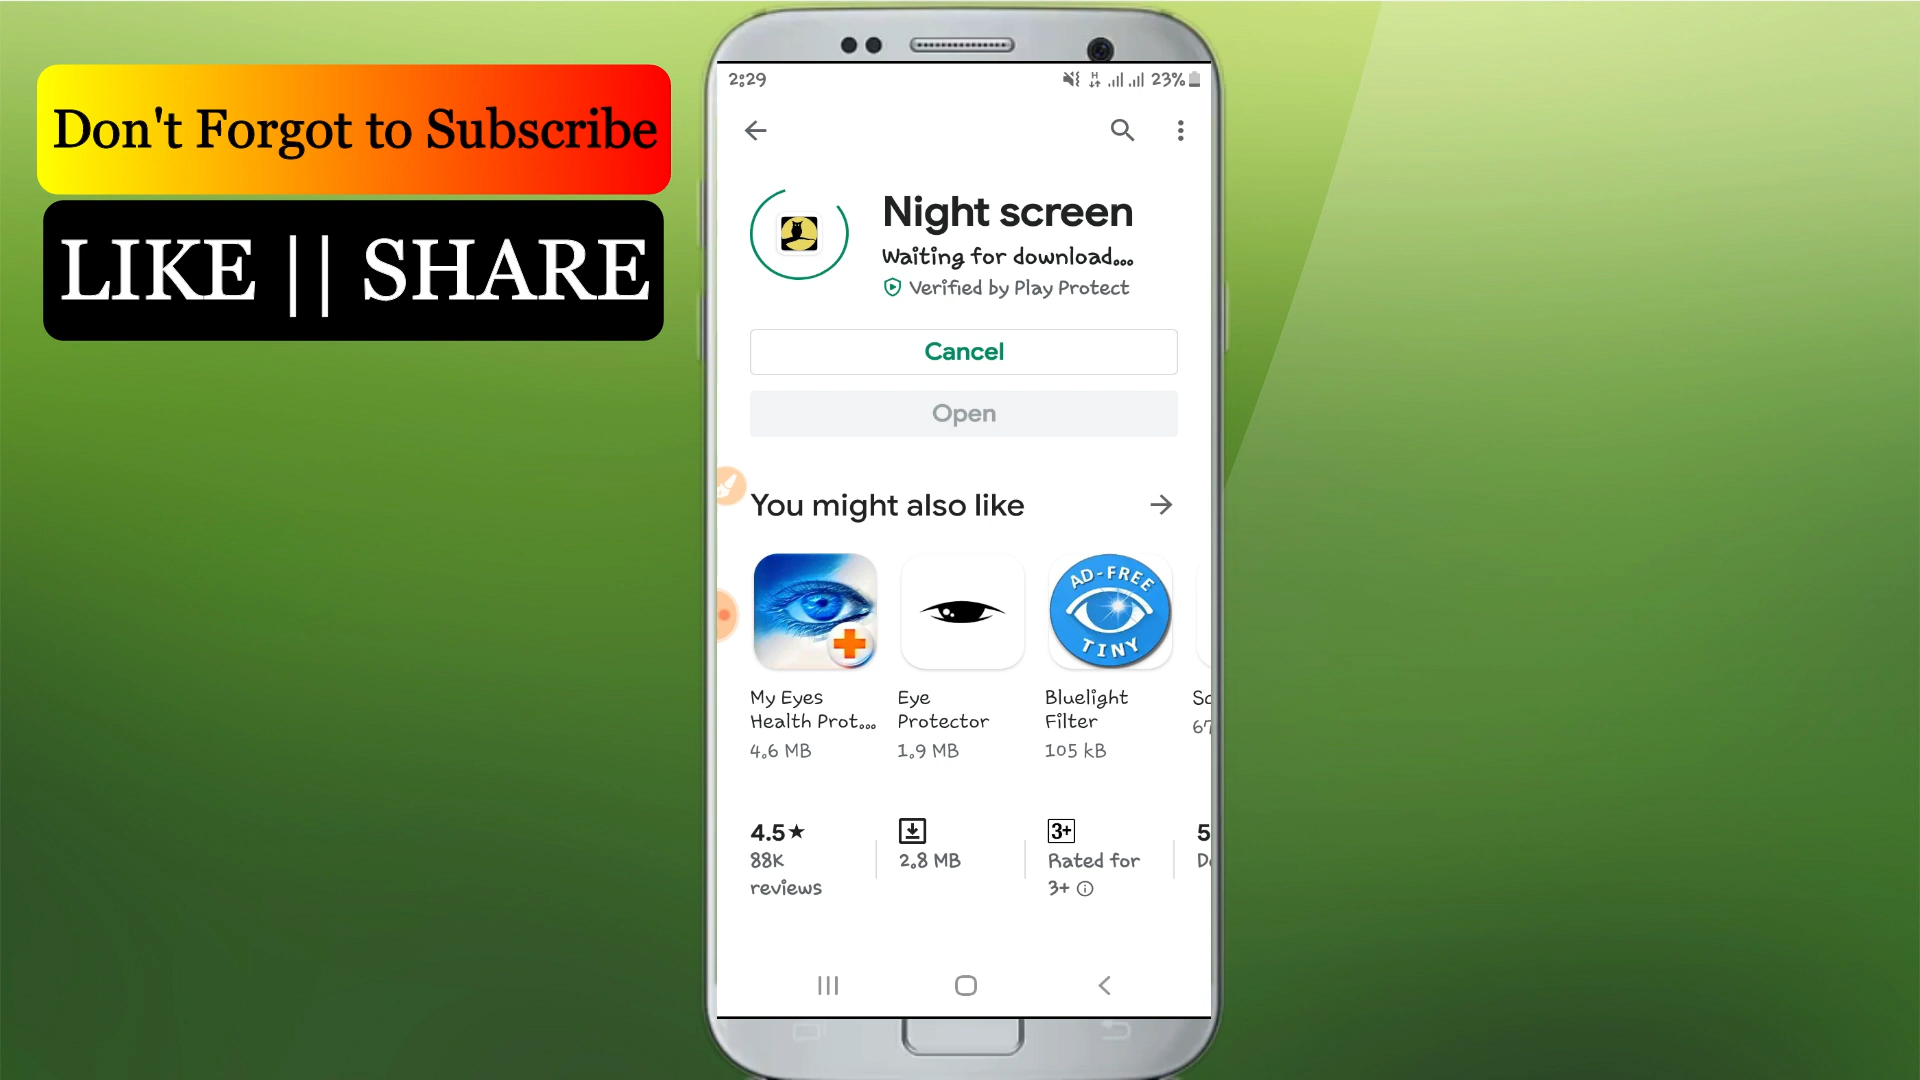 Don't Forgot to Subscribe
LIKE || SHARE
2:29
23%
Night screen
Waiting for download...
Verified by Play Protect
Cancel
Open
You might also like
AD-FREE
TINY
My Eyes
Health Prot...
4.6 MB
Eye
Protector
1.9 MB
Bluelight
Filter
105 kB
4.5★
88K
reviews
2.8 MB
3+
Rated for
3+